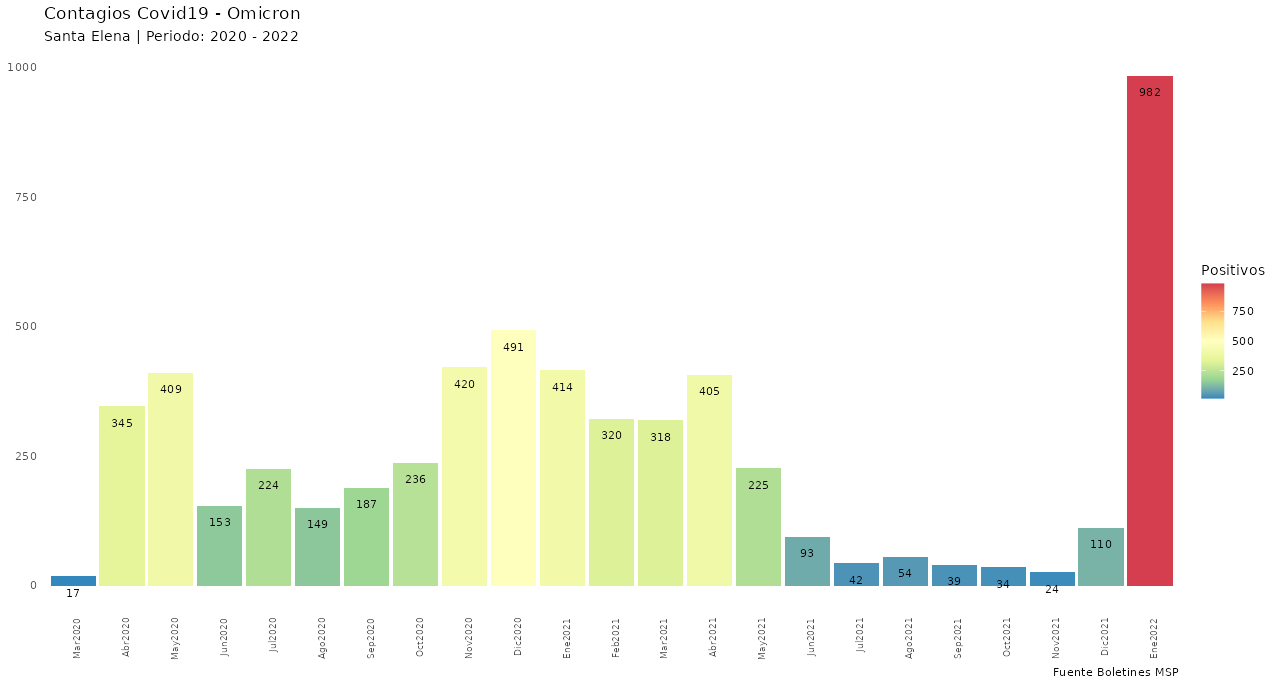 Contagios Covid19 - Omicron
Santa Elena | Periodo: 2020 - 2022
1000
750
500
250
0
17
345
409
153
224
149
187
236
420
491
414
320
318
405
225
93
42
54
39
34
24
110
982
Mar2020
Abr2020
May2020
Jun2020
Jul2020
Ago2020
Sep2020
Oct2020
Nov2020
Dic2020
Ene2021
Feb2021
Mar2021
Abr2021
May2021
Jun2021
Jul2021
Ago2021
Sep2021
Oct2021
Nov2021
Dic2021
Ene2022
Positivos
750
500
250
Fuente Boletines MSP